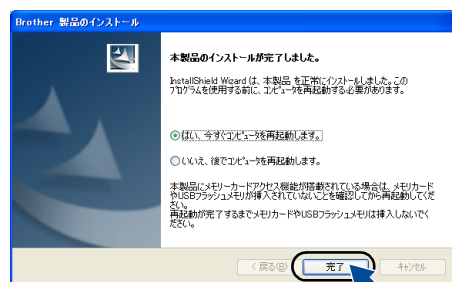 Brother 製品のインストール
本製品のインストールが完了しました。
InstallShield Wizard は、本製品 を正常にインストールしました。この
プログラムを使用する前に、コンピュータを再起動する必要があります。
はい、今すぐコンピュータを再起動します。
いいえ、後でコンピュータを再起動します。
本製品にメモリーカードアクセス機能が搭載されている場合は、メモリカード
やUSBフラッシュメモリが挿入されていないことを確認してから再起動してくだ
さい。
再起動が完了するまでメモリカードやUSBフラッシュメモリは挿入しないでく
ださい。
< 戻る(B) 完了 キャンセル